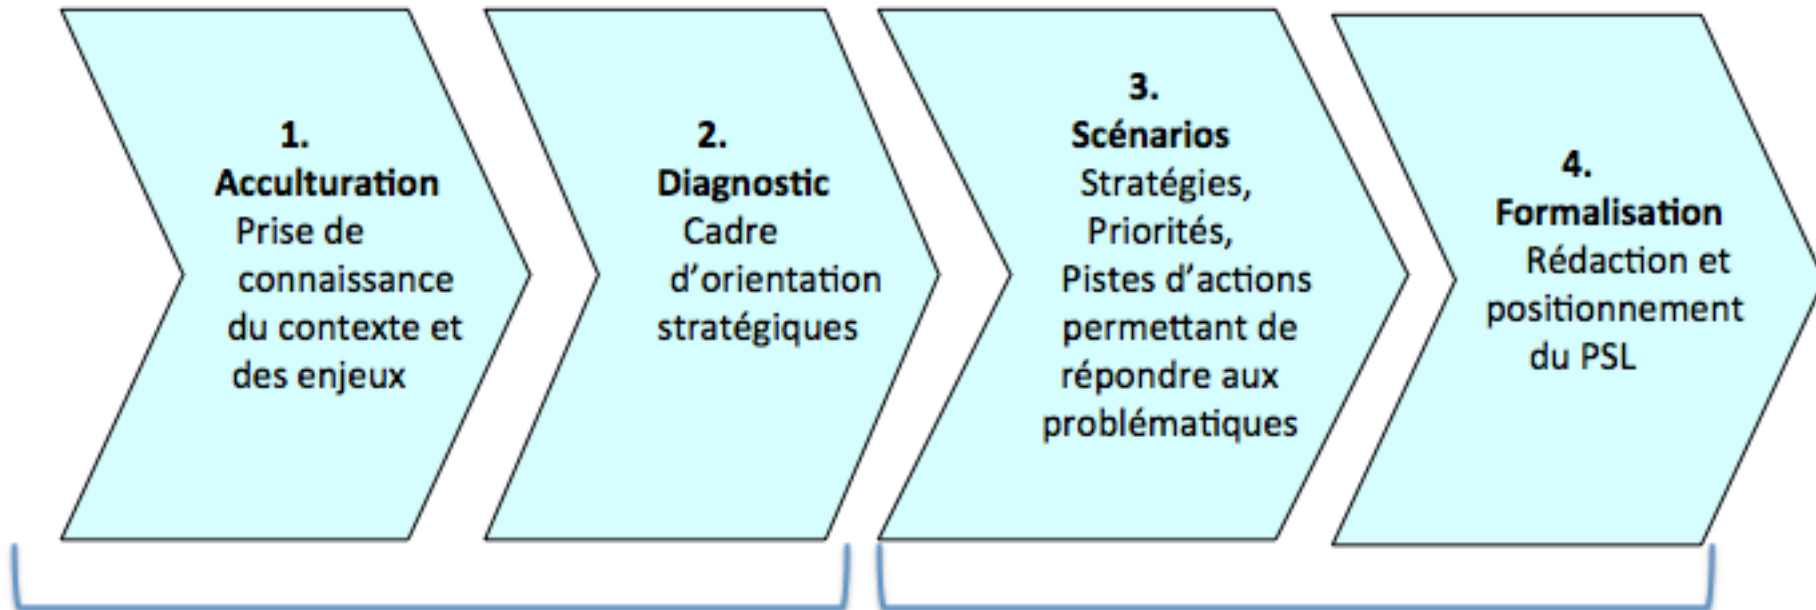 1.
Acculturation
Prise de
connaissance
du contexte et
des enjeux
2.
Diagnostic
Cadre
d’orientation
stratégiques
3.
Scénarios
Stratégies,
Priorités,
Pistes d’actions
permettant de
répondre aux
problématiques
4.
Formalisation
Rédaction et
positionnement
du PSL